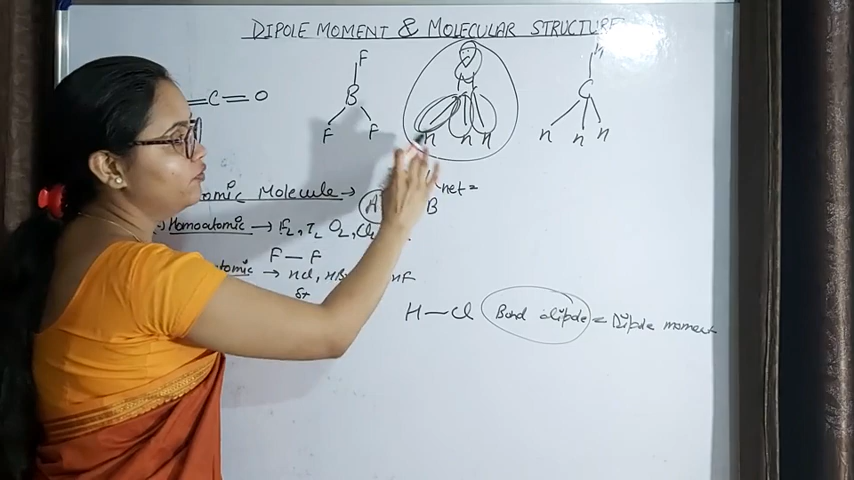 DIPOLE MOMENT & MOLECULAR STRUCTURE
F
B
F F
=C=O
N
H H H
H
C
H H H
omic Molecule →
A B
net =
Homoatomic → F2, I2 O2, Cl2
F — F
atomic → HCl, HBr HF
δ+
H—Cl Bond dipole = Dipole moment